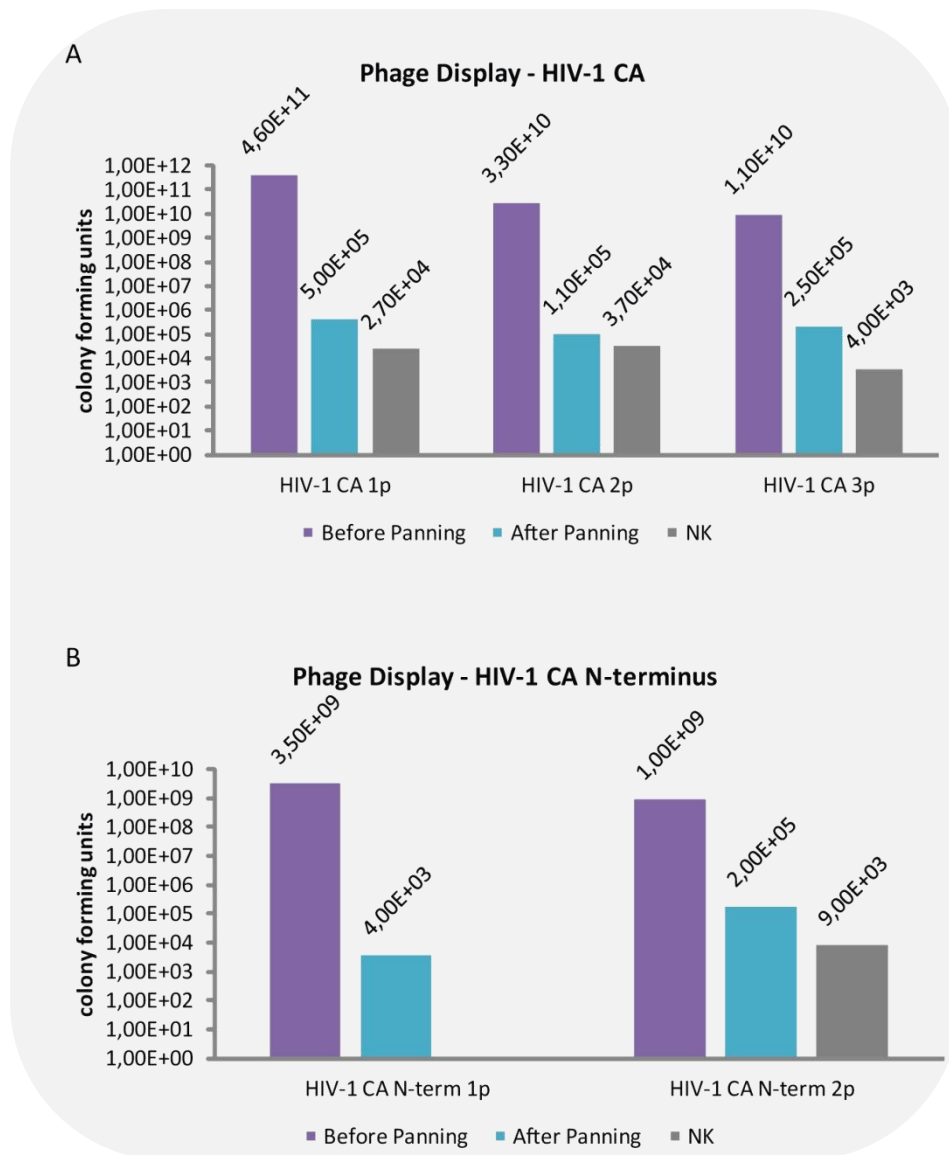 A
Phage Display - HIV-1 CA
4,60E+11
3,30E+10
1,10E+10
5,00E+05
2,70E+04
1,10E+05
3,70E+04
2,50E+05
4,00E+03
1,00E+12
1,00E+11
1,00E+10
1,00E+09
1,00E+08
1,00E+07
1,00E+06
1,00E+05
1,00E+04
1,00E+03
1,00E+02
1,00E+01
1,00E+00
colony forming units
HIV-1 CA 1p
HIV-1 CA 2p
HIV-1 CA 3p
Before Panning
After Panning
NK
B
Phage Display - HIV-1 CA N-terminus
3,50E+09
1,00E+09
4,00E+03
2,00E+05
9,00E+03
1,00E+10
1,00E+09
1,00E+08
1,00E+07
1,00E+06
1,00E+05
1,00E+04
1,00E+03
1,00E+02
1,00E+01
1,00E+00
colony forming units
HIV-1 CA N-term 1p
HIV-1 CA N-term 2p
Before Panning
After Panning
NK